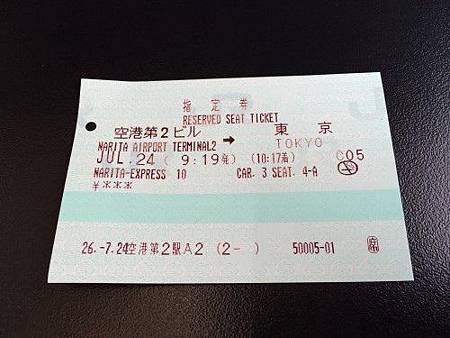 指定券
RESERVED SEAT TICKET
空港第2ビル → 東京
NARITA AIRPORT TERMINAL2 TOKYO
JUL.24 ( 9:19発) (10:17着) C05
NARITA-EXPRESS 10 CAR. 3 SEAT. 4-A
¥***
26.-7.24空港第2駅A2 (2- ) 50005-01